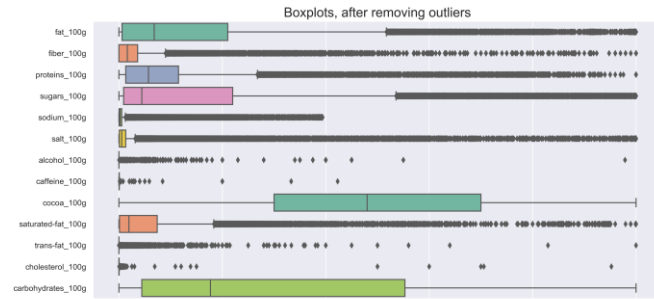 Boxplots, after removing outliers
fat_100g
fiber_100g
proteins_100g
sugars_100g
sodium_100g
salt_100g
alcohol_100g
caffeine_100g
cocoa_100g
saturated-fat_100g
trans-fat_100g
cholesterol_100g
carbohydrates_100g